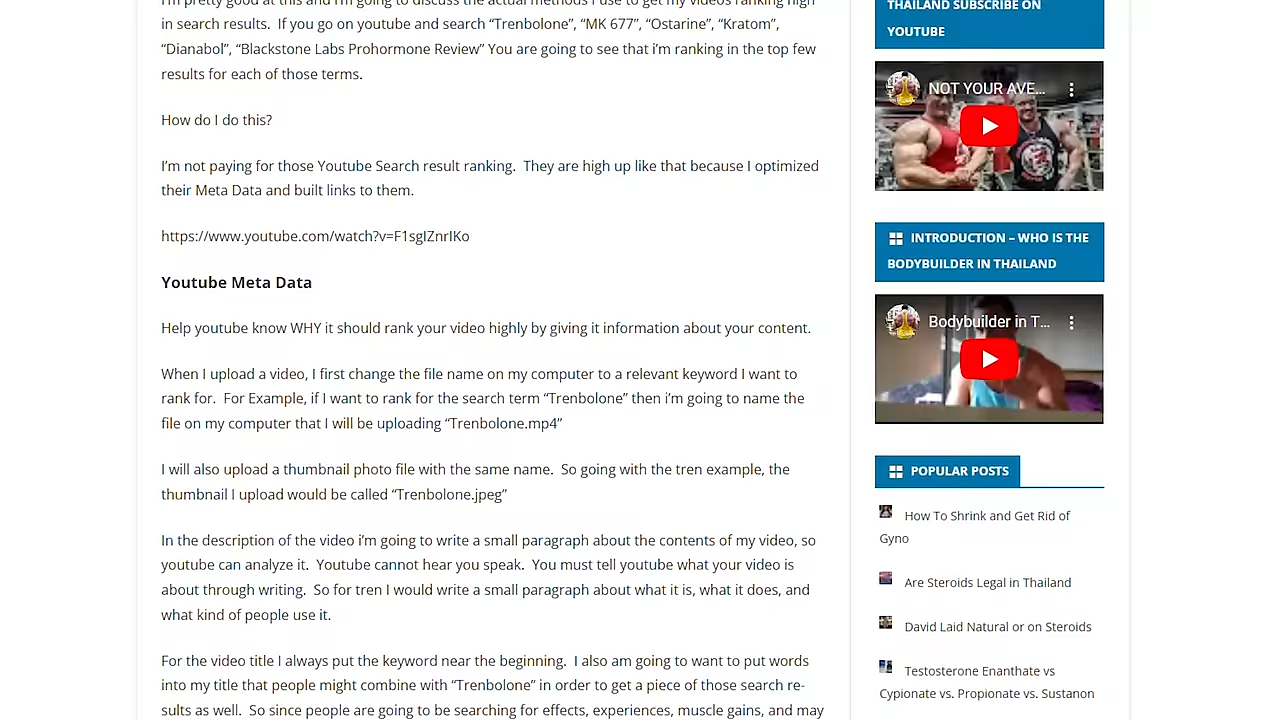 I'm pretty good at this and I'm going to discuss the actual methods I use to get my videos ranking high
in search results.  If you go on youtube and search “Trenbolone”, “MK 677”, “Ostarine”, “Kratom”,
“Dianabol”, “Blackstone Labs Prohormone Review” You are going to see that i’m ranking in the top few
results for each of those terms.
How do I do this?
I’m not paying for those Youtube Search result ranking.  They are high up like that because I optimized
their Meta Data and built links to them.
https://www.youtube.com/watch?v=F1sgIZnrIKo
Youtube Meta Data
Help youtube know WHY it should rank your video highly by giving it information about your content.
When I upload a video, I first change the file name on my computer to a relevant keyword I want to
rank for.  For Example, if I want to rank for the search term “Trenbolone” then i’m going to name the
file on my computer that I will be uploading “Trenbolone.mp4”
I will also upload a thumbnail photo file with the same name.  So going with the tren example, the
thumbnail I upload would be called “Trenbolone.jpeg”
In the description of the video i’m going to write a small paragraph about the contents of my video, so
youtube can analyze it.  Youtube cannot hear you speak.  You must tell youtube what your video is
about through writing.  So for tren I would write a small paragraph about what it is, what it does, and
what kind of people use it.
For the video title I always put the keyword near the beginning.  I also am going to want to put words
into my title that people might combine with “Trenbolone” in order to get a piece of those search re-
sults as well.  So since people are going to be searching for effects, experiences, muscle gains, and may
THAILAND SUBSCRIBE ON
YOUTUBE
NOT YOUR AVE...
INTRODUCTION – WHO IS THE
BODYBUILDER IN THAILAND
Bodybuilder in T...
POPULAR POSTS
How To Shrink and Get Rid of
Gyno
Are Steroids Legal in Thailand
David Laid Natural or on Steroids
Testosterone Enanthate vs
Cypionate vs. Propionate vs. Sustanon